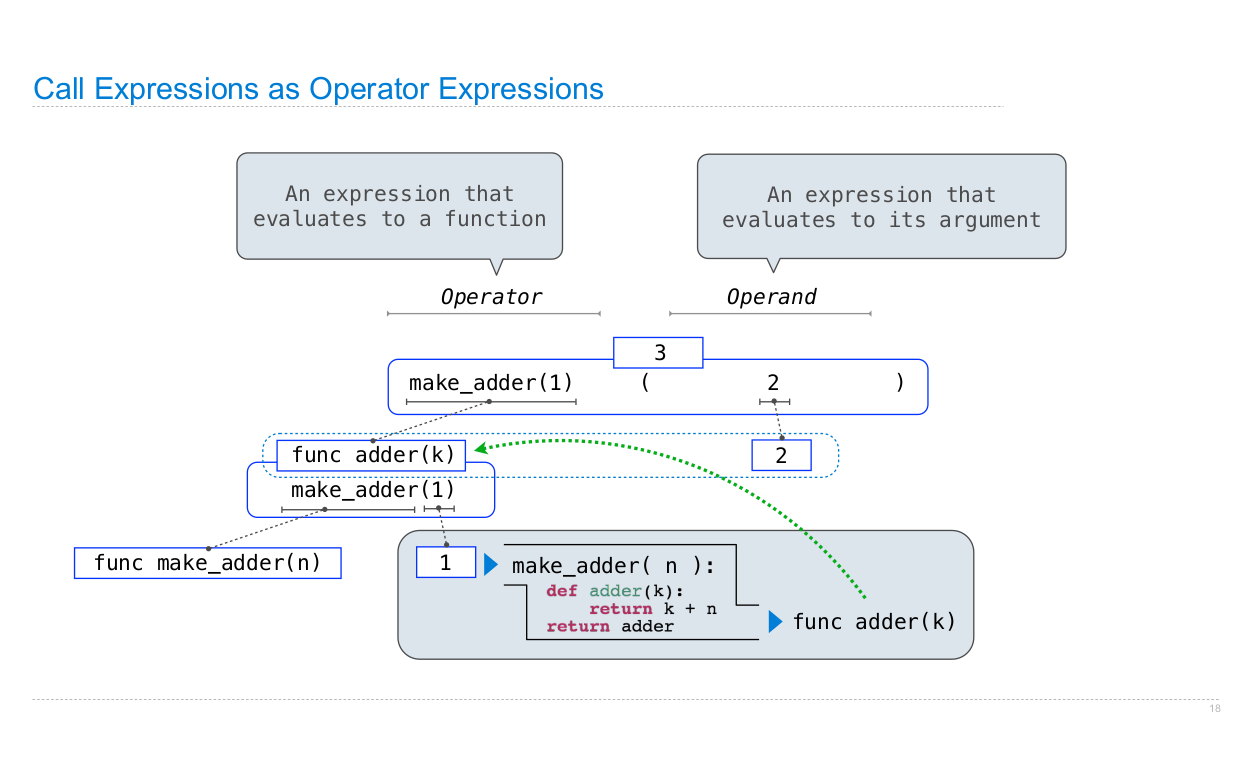 Call Expressions as Operator Expressions
An expression that
evaluates to a function
An expression that
evaluates to its argument
Operator
Operand
3
make_adder(1) ( 2 )
func adder(k)
2
make_adder(1)
func make_adder(n)
1
make_adder( n ):
def adder(k):
return k + n
return adder
func adder(k)
18